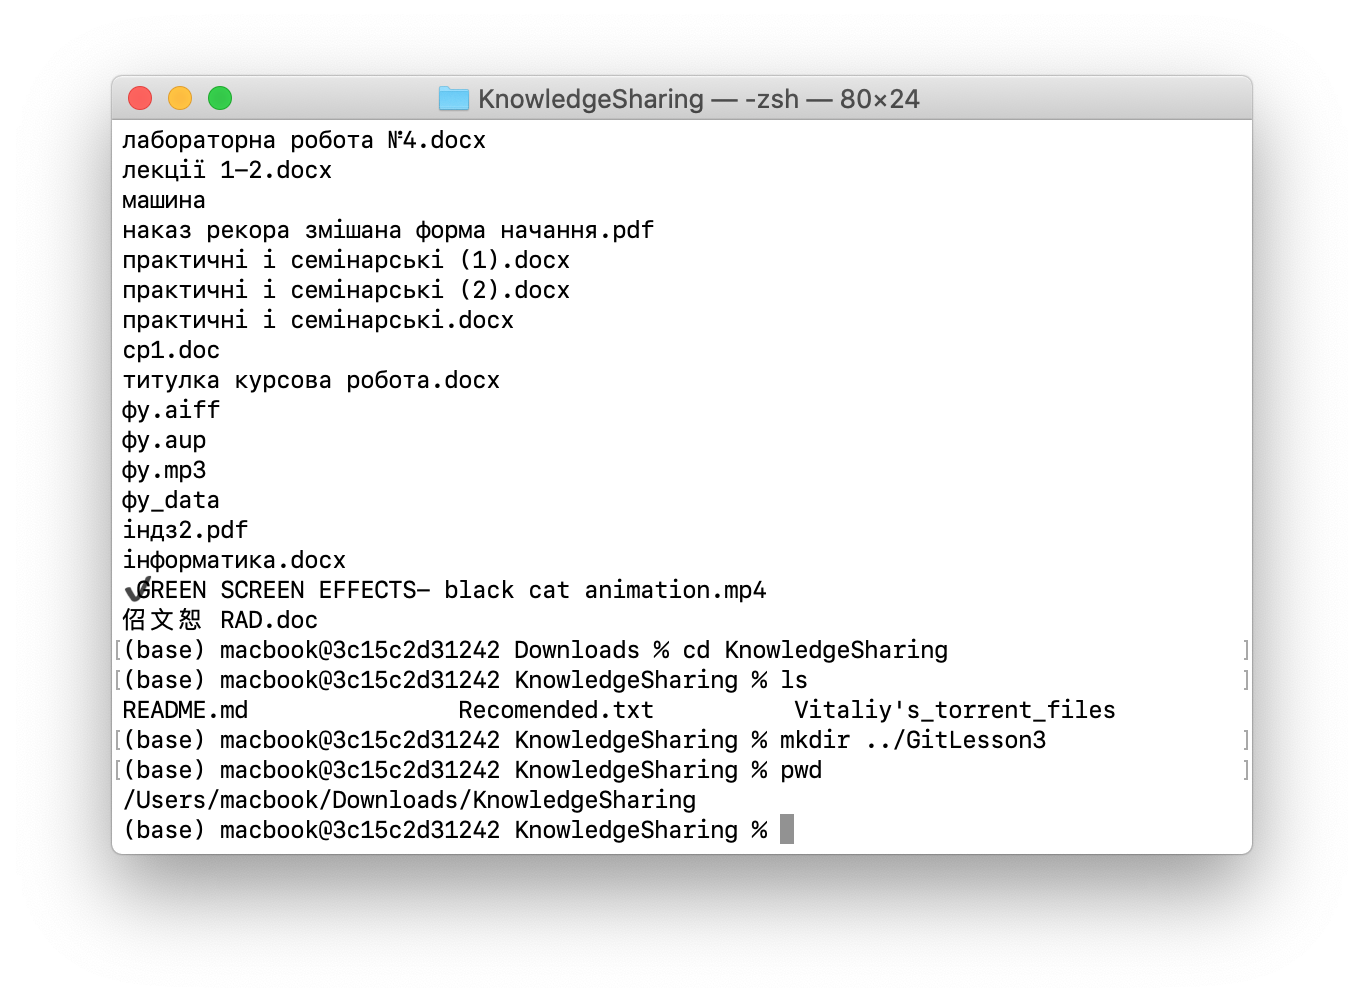 KnowledgeSharing — -zsh — 80×24
лабораторна робота №4.docx
лекції 1-2.docx
машина
наказ рекора змішана форма начання.pdf
практичні і семінарські (1).docx
практичні і семінарські (2).docx
практичні і семінарські.docx
ср1.doc
титулка курсова робота.docx
фу.aiff
фу.aup
фу.mp3
фу_data
індз2.pdf
інформатика.docx
✔GREEN SCREEN EFFECTS- black cat animation.mp4
佋文恕 RAD.doc
[(base) macbook@3c15c2d31242 Downloads % cd KnowledgeSharing ]
[(base) macbook@3c15c2d31242 KnowledgeSharing % ls ]
README.md Recomended.txt Vitaliy's_torrent_files
[(base) macbook@3c15c2d31242 KnowledgeSharing % mkdir ../GitLesson3 ]
[(base) macbook@3c15c2d31242 KnowledgeSharing % pwd ]
/Users/macbook/Downloads/KnowledgeSharing
(base) macbook@3c15c2d31242 KnowledgeSharing %